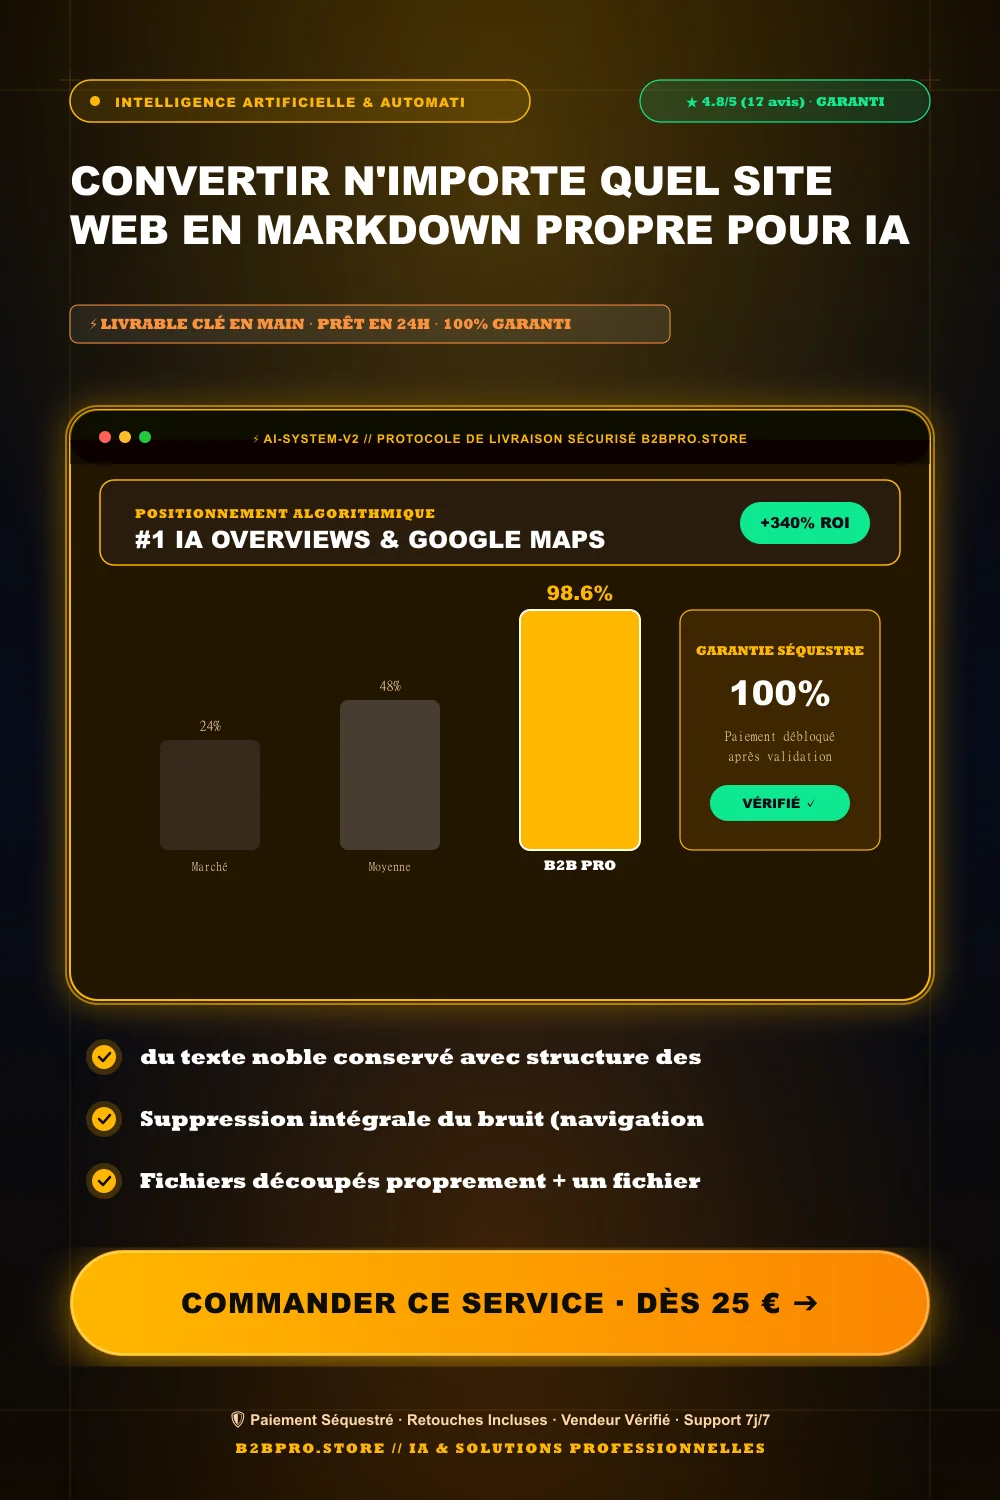 INTELLIGENCE ARTIFICIELLE & AUTOMATI
★ 4.8/5 (17 avis) · GARANTI
CONVERTIR N'IMPORTE QUEL SITE
WEB EN MARKDOWN PROPRE POUR IA
⚡ LIVRABLE CLÉ EN MAIN · PRÊT EN 24H · 100% GARANTI
⚡ AI-SYSTEM-V2 // PROTOCOLE DE LIVRAISON SÉCURISÉ B2BPRO.STORE
POSITIONNEMENT ALGORITHMIQUE
#1 IA OVERVIEWS & GOOGLE MAPS
+340% ROI
24%
Marché
48%
Moyenne
98.6%
B2B PRO
GARANTIE SÉQUESTRE
100%
Paiement débloqué
après validation
VÉRIFIÉ ✓
du texte noble conservé avec structure des
Suppression intégrale du bruit (navigation
Fichiers découpés proprement + un fichier
COMMANDER CE SERVICE · DÈS 25 € →
🛡 Paiement Séquestré · Retouches Incluses · Vendeur Vérifié · Support 7j/7
B2BPRO.STORE // IA & SOLUTIONS PROFESSIONNELLES